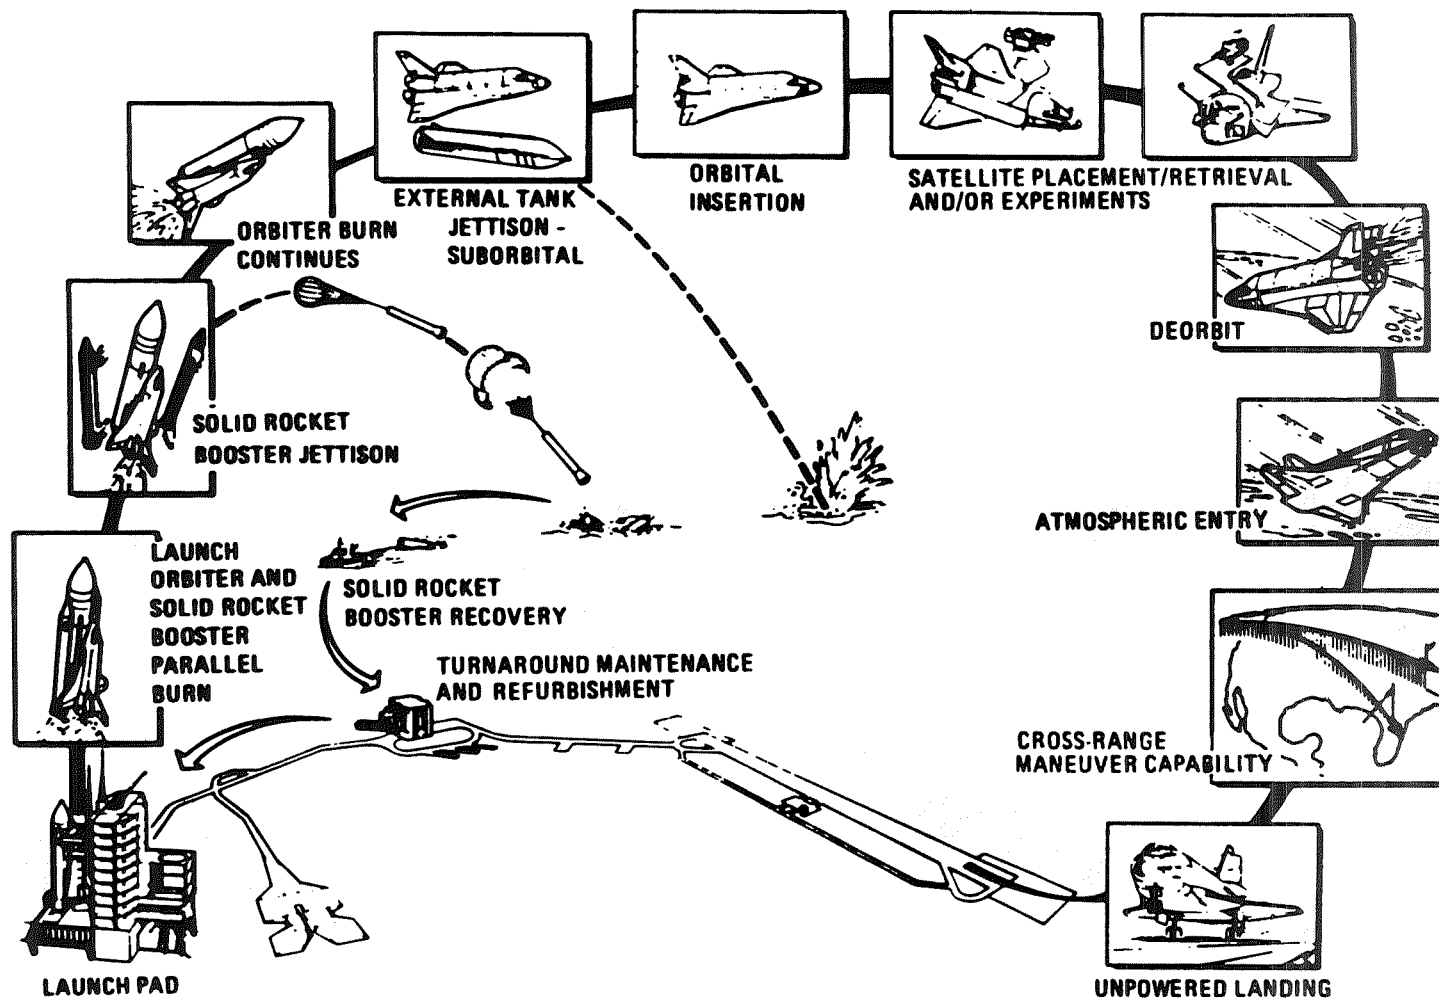 ORBITER BURN
CONTINUES
EXTERNAL TANK
JETTISON -
SUBORBITAL
ORBITAL
INSERTION
SATELLITE PLACEMENT/RETRIEVAL
AND/OR EXPERIMENTS
DEORBIT
SOLID ROCKET
BOOSTER JETTISON
ATMOSPHERIC ENTRY
LAUNCH
ORBITER AND
SOLID ROCKET
BOOSTER
PARALLEL
BURN
SOLID ROCKET
BOOSTER RECOVERY
TURNAROUND MAINTENANCE
AND REFURBISHMENT
CROSS-RANGE
MANEUVER CAPABILITY
LAUNCH PAD
UNPOWERED LANDING